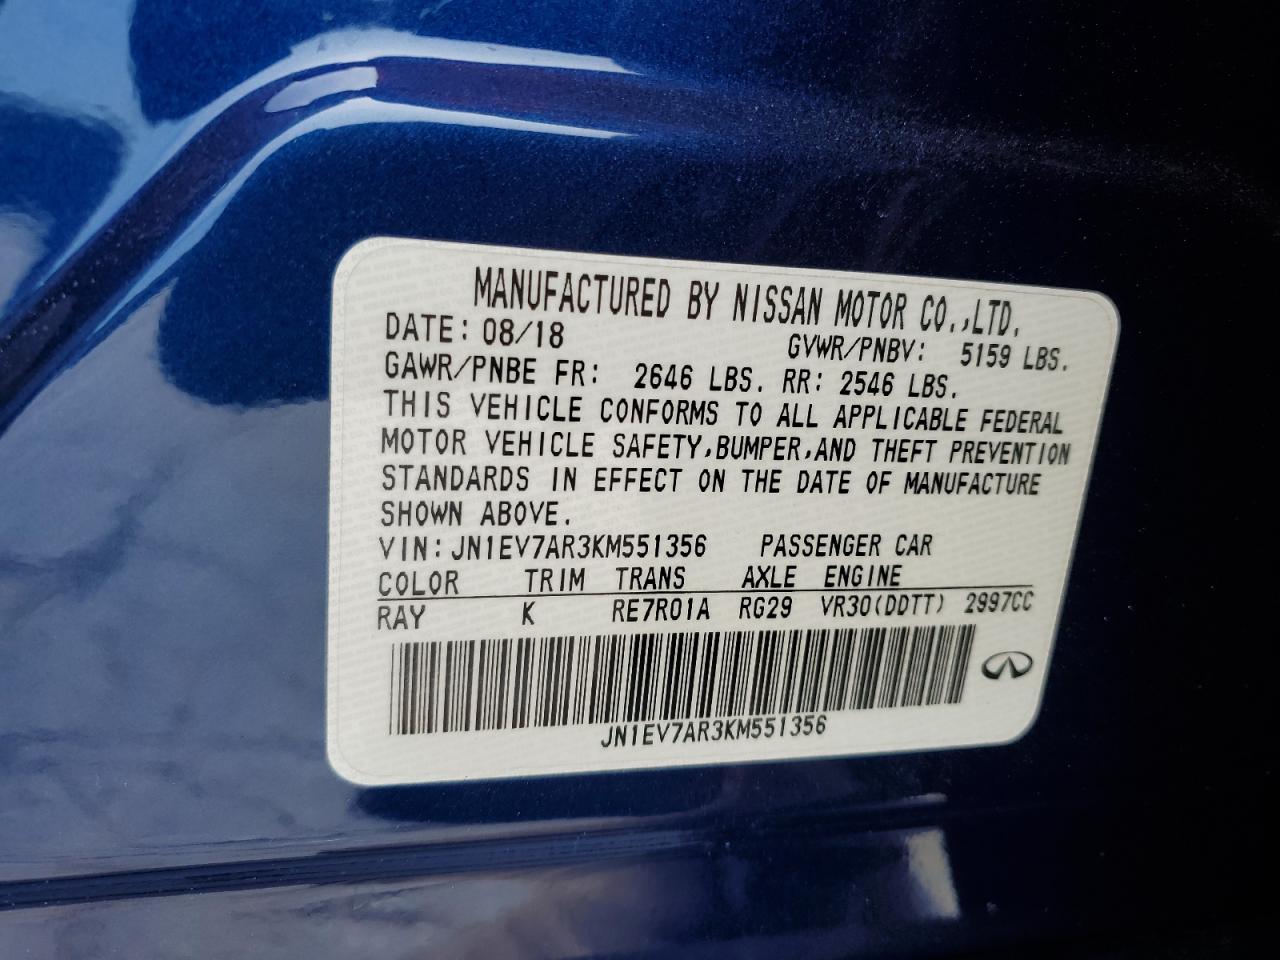 MANUFACTURED BY NISSAN MOTOR CO.,LTD.
DATE: 08/18 GVWR/PNBV: 5159 LBS.
GAWR/PNBE FR: 2646 LBS. RR: 2546 LBS.
THIS VEHICLE CONFORMS TO ALL APPLICABLE FEDERAL
MOTOR VEHICLE SAFETY,BUMPER,AND THEFT PREVENTION
STANDARDS IN EFFECT ON THE DATE OF MANUFACTURE
SHOWN ABOVE.
VIN: JN1EV7AR3KM551356 PASSENGER CAR
COLOR TRIM TRANS AXLE ENGINE
RAY K RE7R01A RG29 VR30(DDTT) 2997CC
JN1EV7AR3KM551356